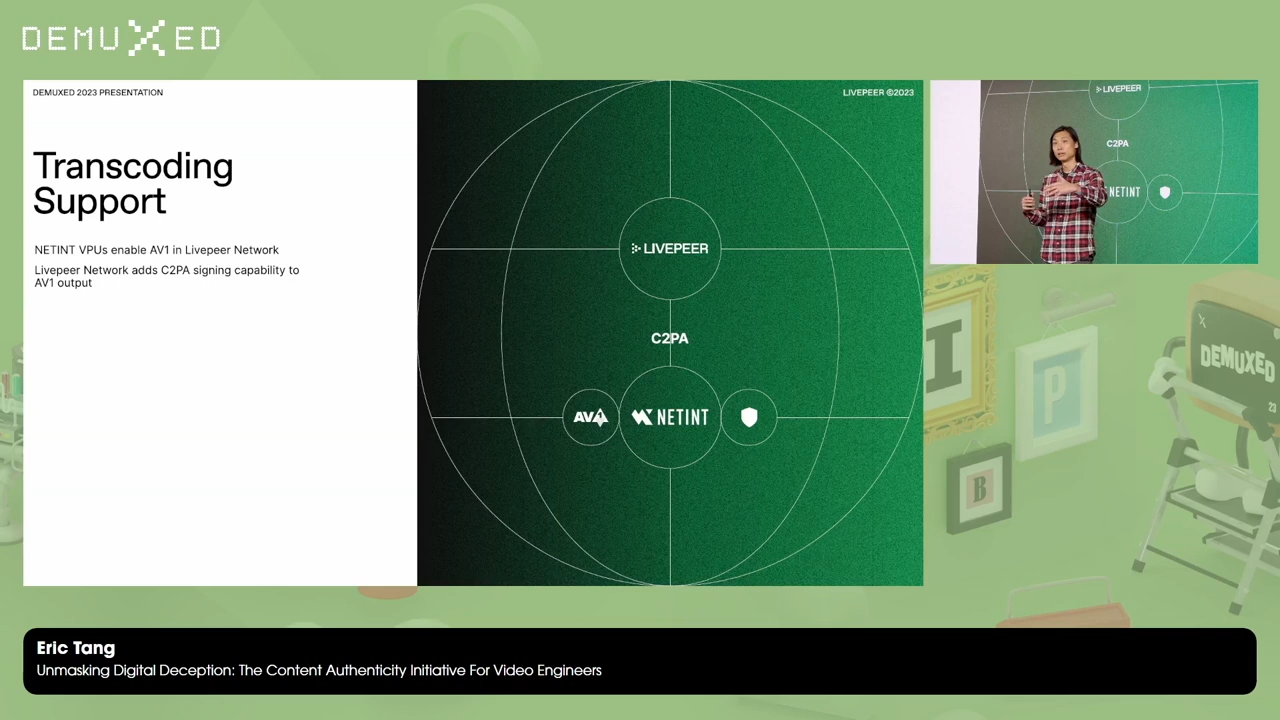 DEMUXED
DEMUXED 2023 PRESENTATION
LIVEPEER ©2023
Transcoding
Support
NETINT VPUs enable AV1 in Livepeer Network
Livepeer Network adds C2PA signing capability to
AV1 output
LIVEPEER
C2PA
AV1
NETINT
LIVEPEER
C2PA
NETINT
I
P
B
DEMUXED
23
Eric Tang
Unmasking Digital Deception: The Content Authenticity Initiative For Video Engineers